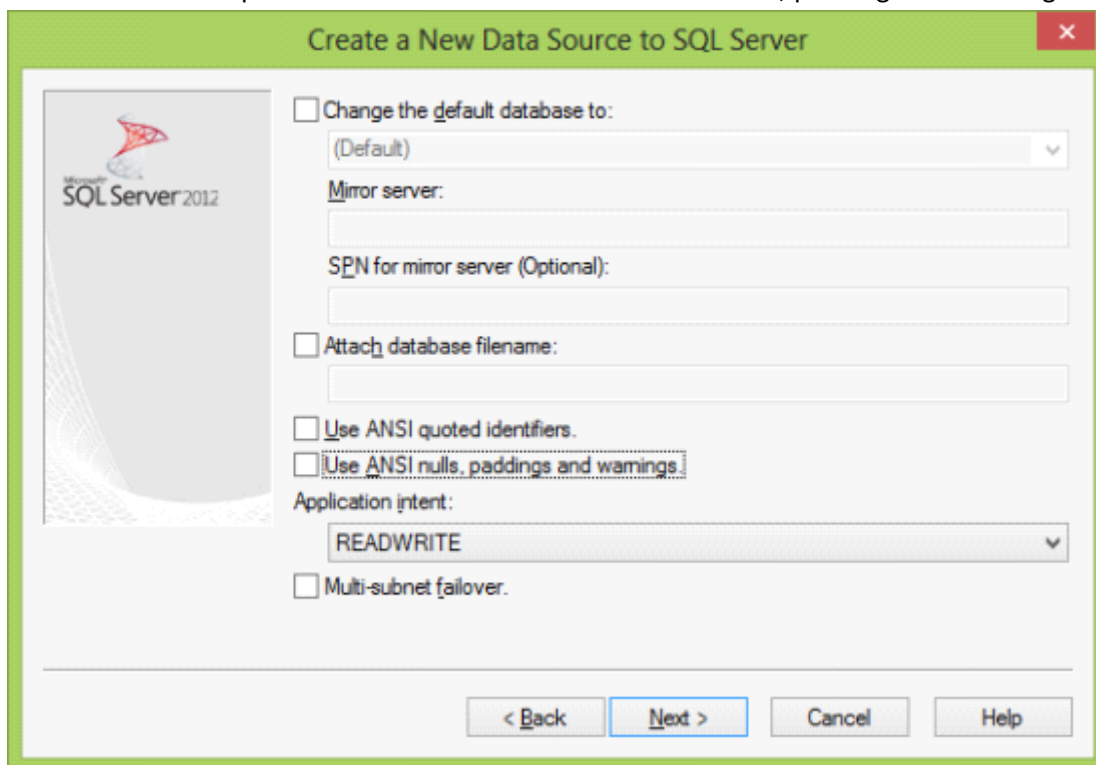 Create a New Data Source to SQL Server
Microsoft
SQL Server 2012
Change the default database to:
(Default)
Mirror server:
SPN for mirror server (Optional):
Attach database filename:
Use ANSI quoted identifiers.
Use ANSI nulls, paddings and warnings.
Application intent:
READWRITE
Multi-subnet failover.
< Back Next > Cancel Help